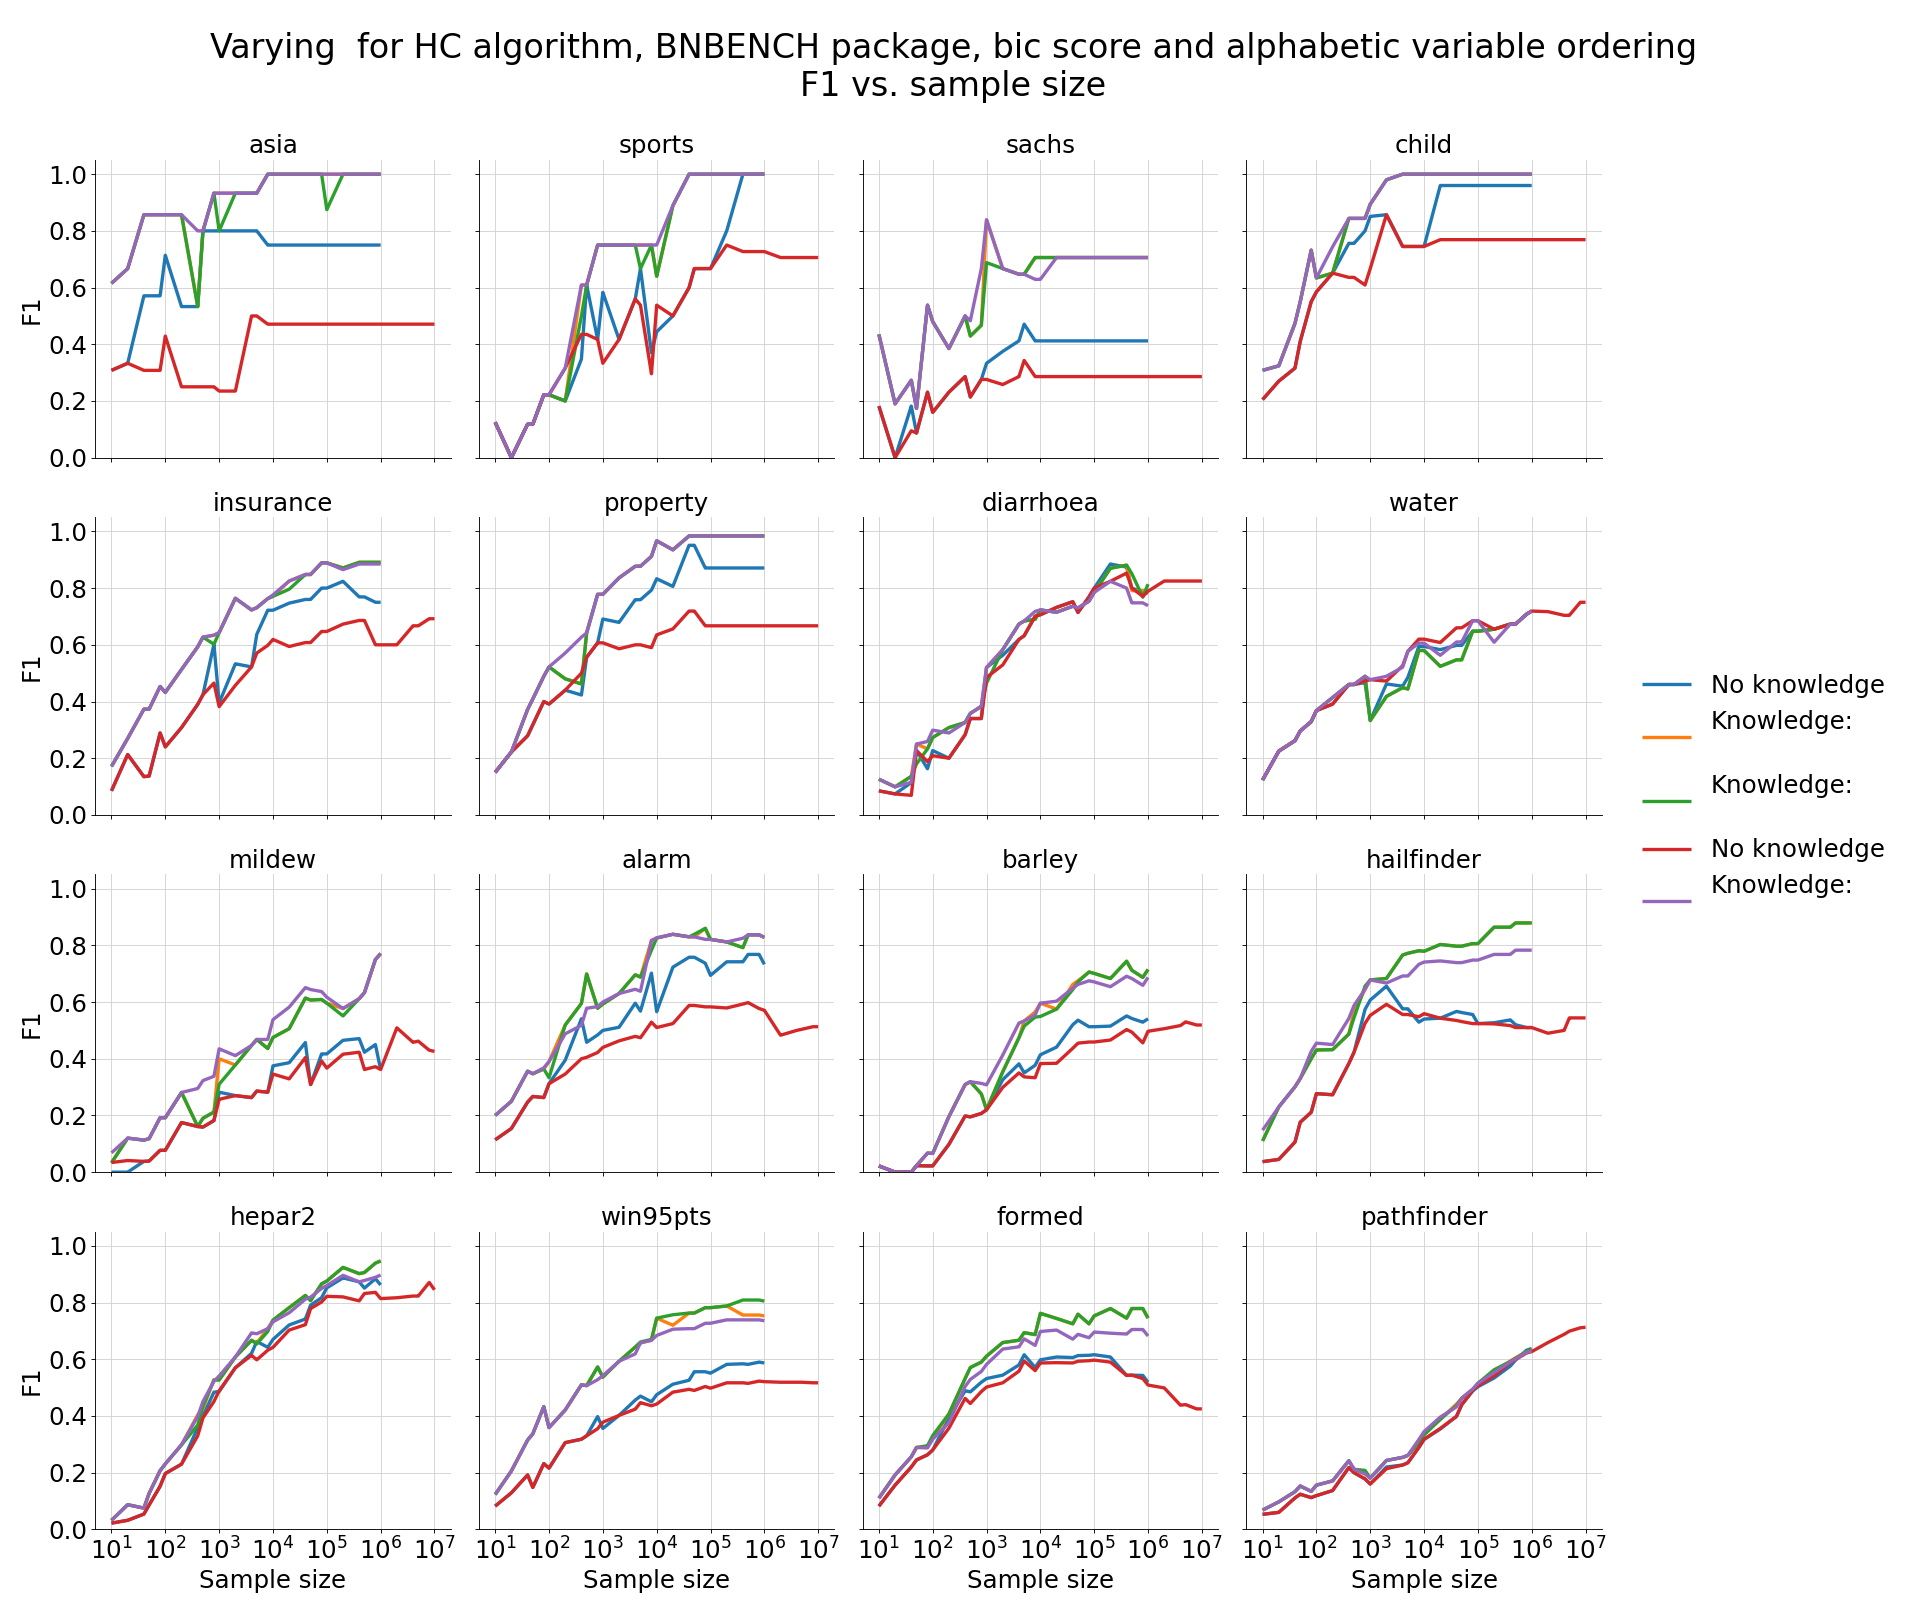 Varying  for HC algorithm, BNBENCH package, bic score and alphabetic variable ordering
F1 vs. sample size
asia
sports
sachs
child
1.0
0.8
0.6
0.4
0.2
0.0
F1
insurance
property
diarrhoea
water
1.0
0.8
0.6
0.4
0.2
0.0
F1
mildew
alarm
barley
hailfinder
1.0
0.8
0.6
0.4
0.2
0.0
F1
hepar2
win95pts
formed
pathfinder
1.0
0.8
0.6
0.4
0.2
0.0
F1
10¹ 10² 10³ 10⁴ 10⁵ 10⁶ 10⁷
10¹ 10² 10³ 10⁴ 10⁵ 10⁶ 10⁷
10¹ 10² 10³ 10⁴ 10⁵ 10⁶ 10⁷
10¹ 10² 10³ 10⁴ 10⁵ 10⁶ 10⁷
Sample size
Sample size
Sample size
Sample size
No knowledge
Knowledge:
Knowledge:
No knowledge
Knowledge: